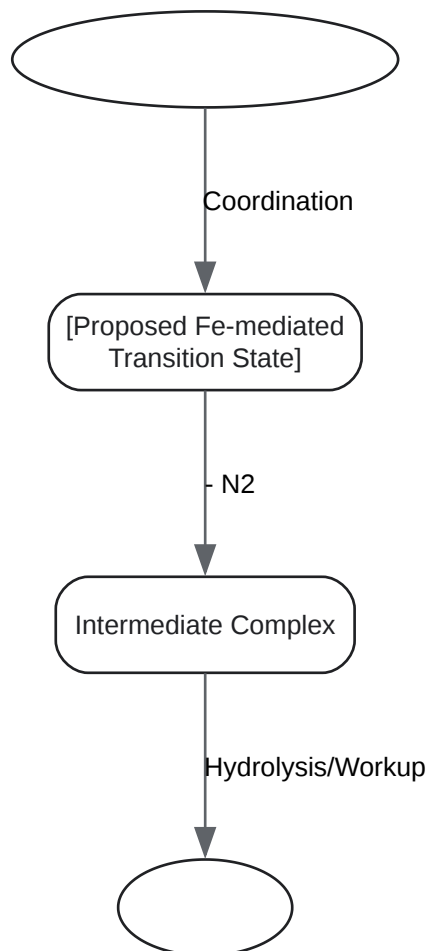 Coordination
[Proposed Fe-mediated
Transition State]
- N2
Intermediate Complex
Hydrolysis/Workup